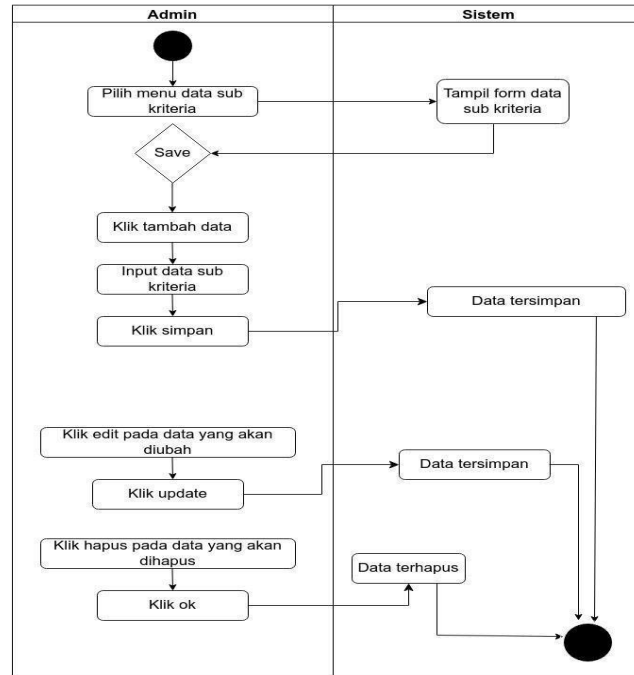 Admin
Sistem
Pilih menu data sub
kriteria
Tampil form data
sub kriteria
Save
Klik tambah data
Input data sub
kriteria
Klik simpan
Data tersimpan
Klik edit pada data yang akan
diubah
Klik update
Data tersimpan
Klik hapus pada data yang akan
dihapus
Klik ok
Data terhapus